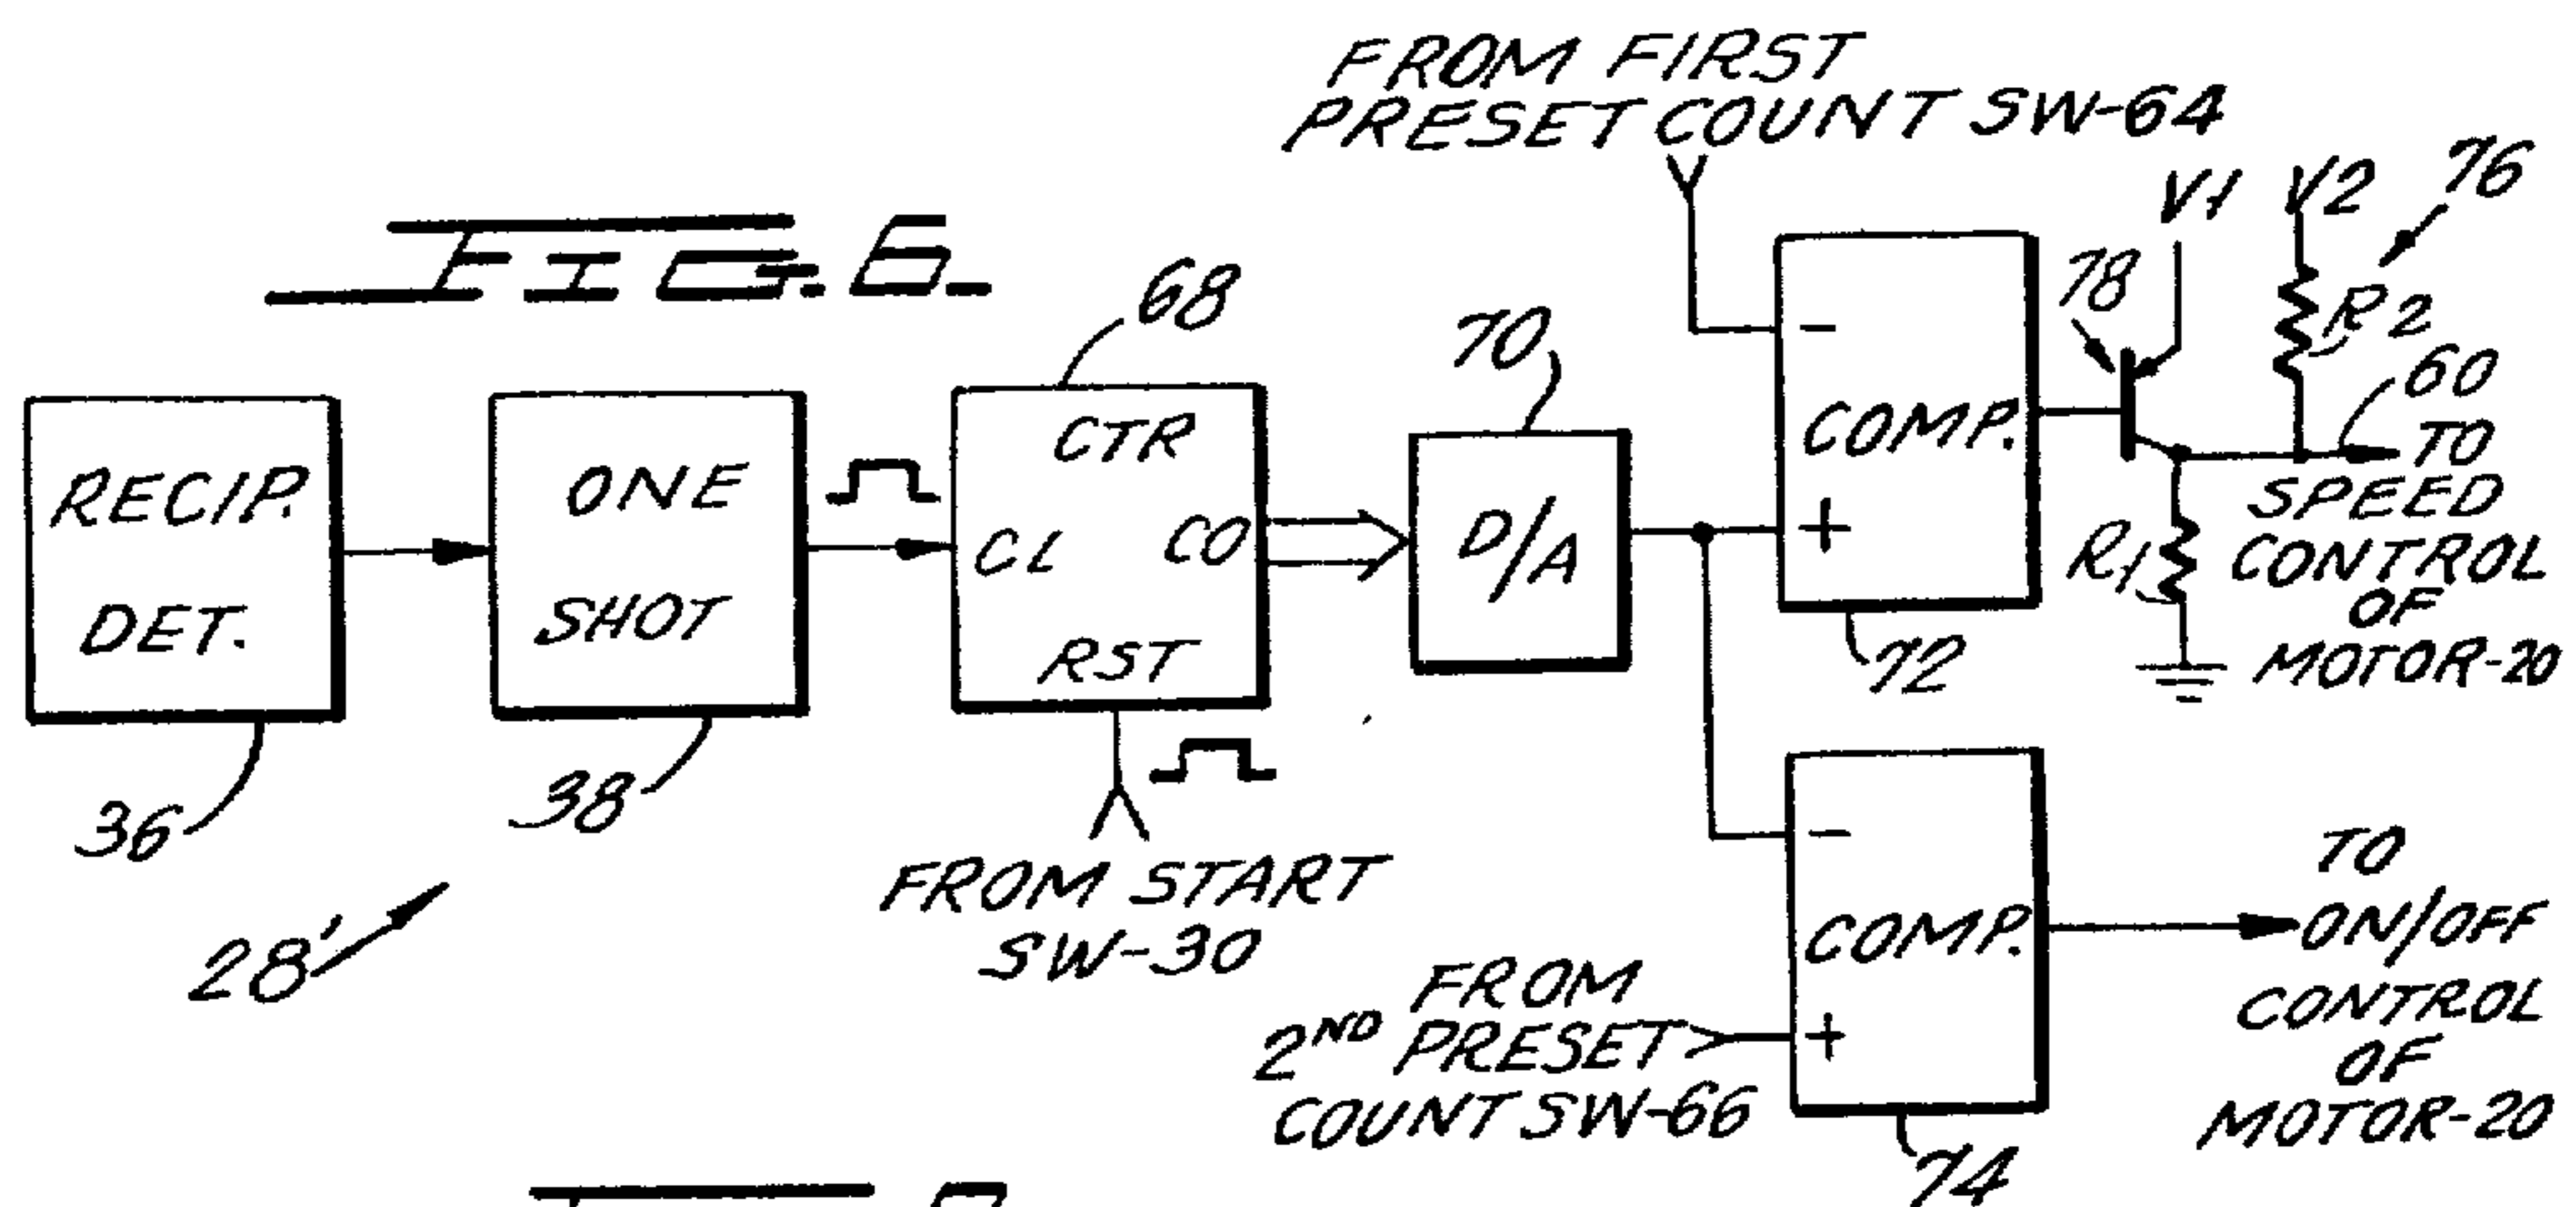 FROM FIRST
PRESET COUNT SW-64
FIG. 6.
68
70
V1
V2
76
78
R2
60
RECIP.
DET.
ONE
SHOT
CTR
CL
CO
RST
D/A
-
COMP.
+
TO
SPEED
CONTROL
OF
MOTOR-20
R1
72
36
38
28'
FROM START
SW-30
-
COMP.
+
FROM
2ND PRESET
COUNT SW-66
74
TO
ON/OFF
CONTROL
OF
MOTOR-20